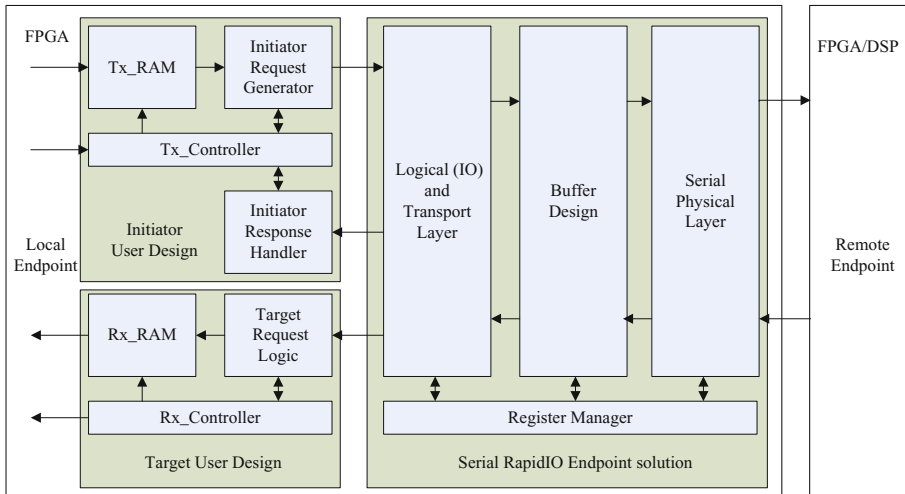 FPGA
Tx_RAM
Initiator
Request
Generator
Tx_Controller
Initiator
Response
Handler
Initiator
User Design
Local
Endpoint
Rx_RAM
Target
Request
Logic
Rx_Controller
Target User Design
Logical (IO)
and
Transport
Layer
Buffer
Design
Serial
Physical
Layer
Register Manager
Serial RapidIO Endpoint solution
FPGA/DSP
Remote
Endpoint